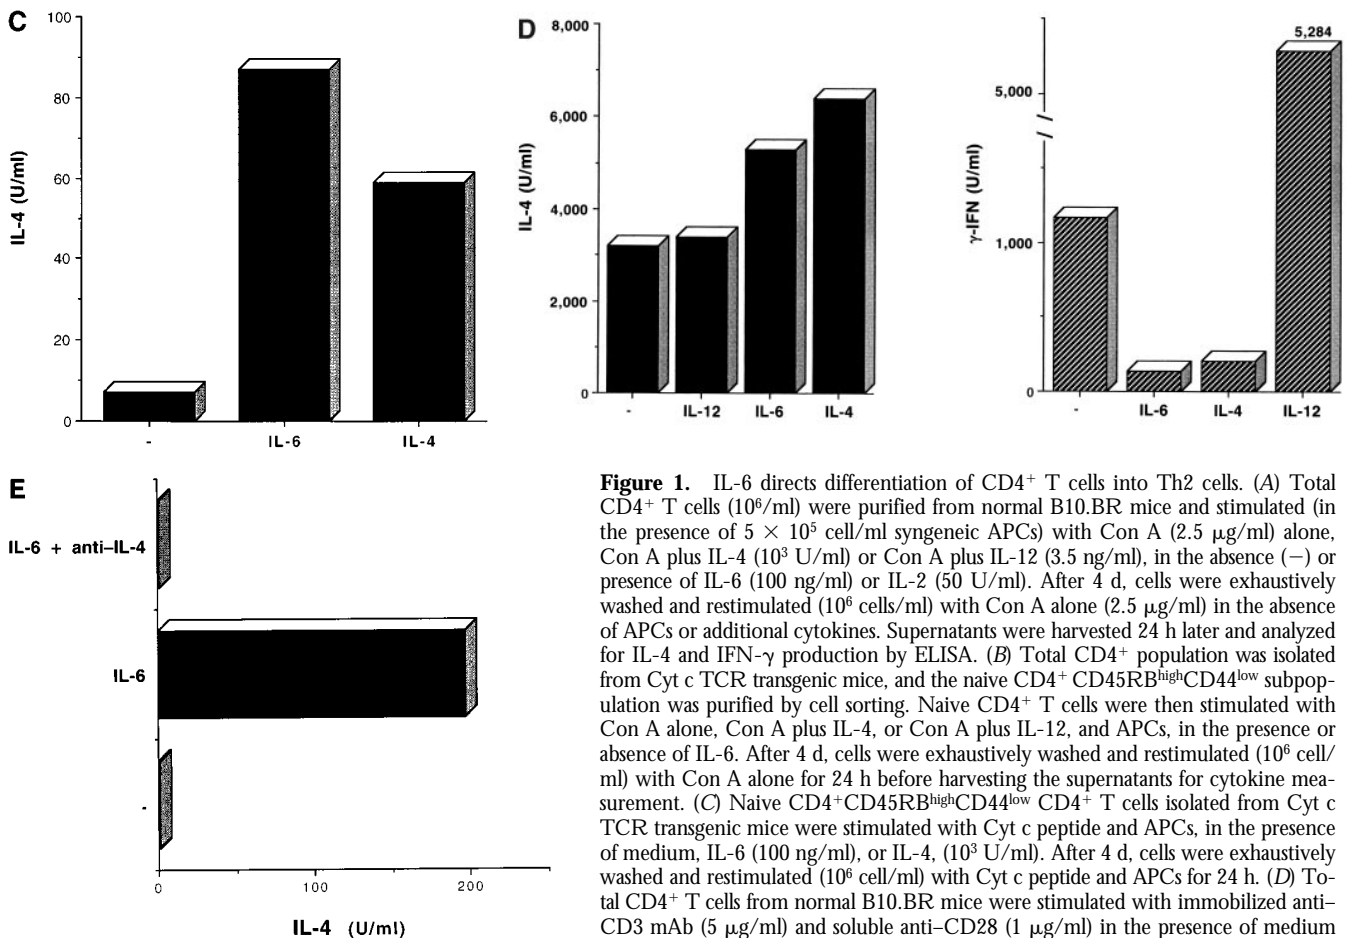 C
100
80
60
40
20
0
IL-4 (U/ml)
-
IL-6
IL-4
D
8,000
6,000
4,000
2,000
0
IL-4 (U/ml)
-
IL-12
IL-6
IL-4
5,284
5,000
1,000
0
γ-IFN (U/ml)
-
IL-6
IL-4
IL-12
E
IL-6 + anti–IL-4
IL-6
-
0
100
200
IL-4 (U/ml)
Figure 1. IL-6 directs differentiation of CD4⁺ T cells into Th2 cells. (A) Total
CD4⁺ T cells (10⁶/ml) were purified from normal B10.BR mice and stimulated (in
the presence of 5 × 10⁵ cell/ml syngeneic APCs) with Con A (2.5 μg/ml) alone,
Con A plus IL-4 (10³ U/ml) or Con A plus IL-12 (3.5 ng/ml), in the absence (−) or
presence of IL-6 (100 ng/ml) or IL-2 (50 U/ml). After 4 d, cells were exhaustively
washed and restimulated (10⁶ cells/ml) with Con A alone (2.5 μg/ml) in the absence
of APCs or additional cytokines. Supernatants were harvested 24 h later and analyzed
for IL-4 and IFN-γ production by ELISA. (B) Total CD4⁺ population was isolated
from Cyt c TCR transgenic mice, and the naive CD4⁺ CD45RBʰⁱᵍʰCD44ˡᵒʷ subpop-
ulation was purified by cell sorting. Naive CD4⁺ T cells were then stimulated with
Con A alone, Con A plus IL-4, or Con A plus IL-12, and APCs, in the presence or
absence of IL-6. After 4 d, cells were exhaustively washed and restimulated (10⁶ cell/
ml) with Con A alone for 24 h before harvesting the supernatants for cytokine mea-
surement. (C) Naive CD4⁺CD45RBʰⁱᵍʰCD44ˡᵒʷ CD4⁺ T cells isolated from Cyt c
TCR transgenic mice were stimulated with Cyt c peptide and APCs, in the presence
of medium, IL-6 (100 ng/ml), or IL-4, (10³ U/ml). After 4 d, cells were exhaustively
washed and restimulated (10⁶ cell/ml) with Cyt c peptide and APCs for 24 h. (D) To-
tal CD4⁺ T cells from normal B10.BR mice were stimulated with immobilized anti–
CD3 mAb (5 μg/ml) and soluble anti–CD28 (1 μg/ml) in the presence of medium